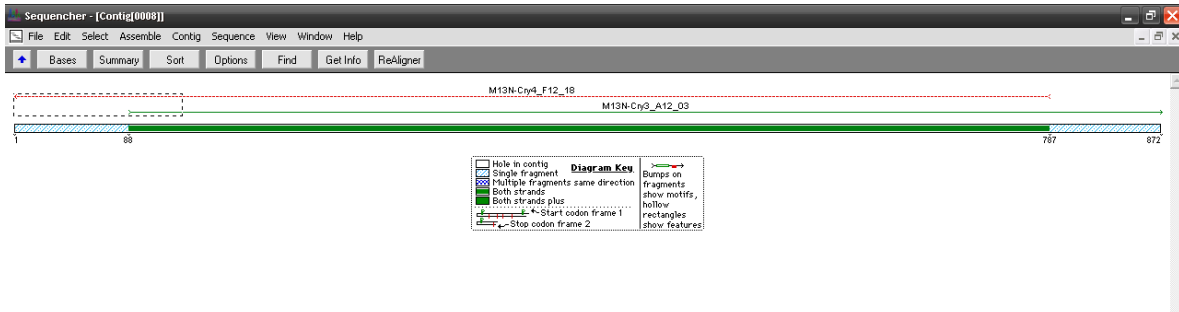 Sequencher - [Contig[0008]]
File Edit Select Assemble Contig Sequence View Window Help
Bases Summary Sort Options Find Get Info ReAligner
M13N-Cry4_F12_18
M13N-Cry3_A12_03
1 88 787 872
Diagram Key
Hole in contig
Single fragment
Multiple fragments same direction
Both strands
Both strands plus
Start codon frame 1
Stop codon frame 2
Bumps on
fragments
show motifs,
hollow
rectangles
show features